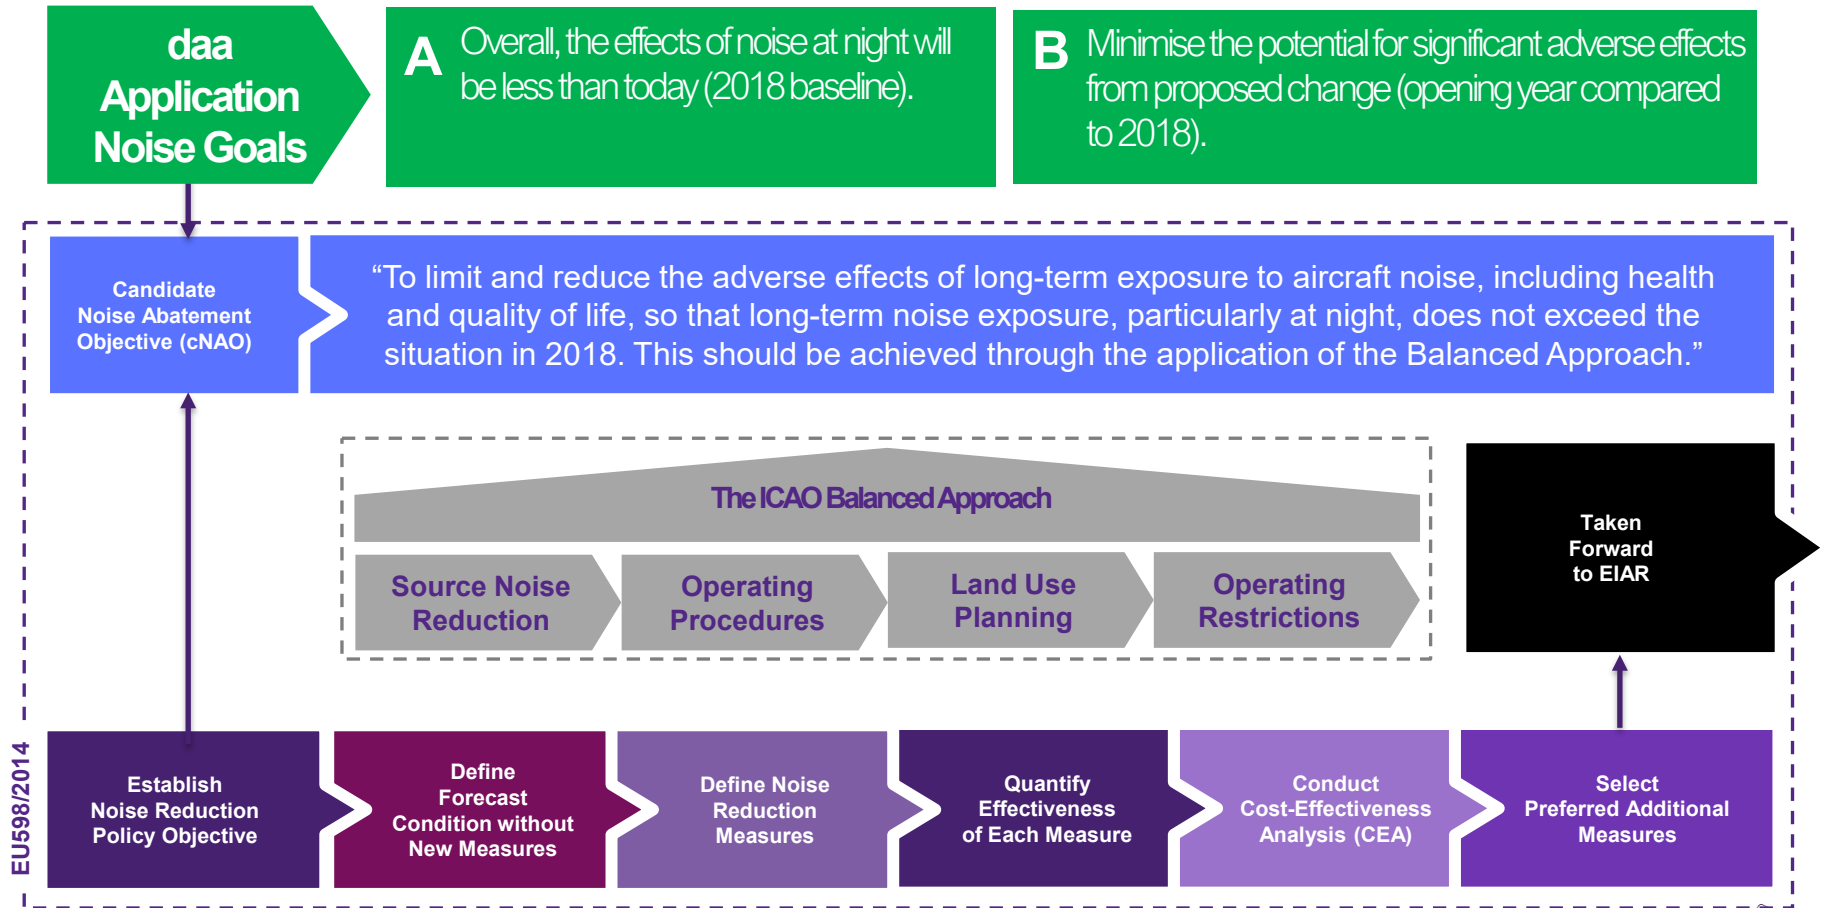 daa
Application
Noise Goals
A
Overall, the effects of noise at night will
be less than today (2018 baseline).
B
Minimise the potential for significant adverse effects
from proposed change (opening year compared
to 2018).
Candidate
Noise Abatement
Objective (cNAO)
“To limit and reduce the adverse effects of long-term exposure to aircraft noise, including health
and quality of life, so that long-term noise exposure, particularly at night, does not exceed the
situation in 2018. This should be achieved through the application of the Balanced Approach.”
The ICAO Balanced Approach
Source Noise
Reduction
Operating
Procedures
Land Use
Planning
Operating
Restrictions
Taken
Forward
to EIAR
EU598/2014
Establish
Noise Reduction
Policy Objective
Define
Forecast
Condition without
New Measures
Define Noise
Reduction
Measures
Quantify
Effectiveness
of Each Measure
Conduct
Cost-Effectiveness
Analysis (CEA)
Select
Preferred Additional
Measures